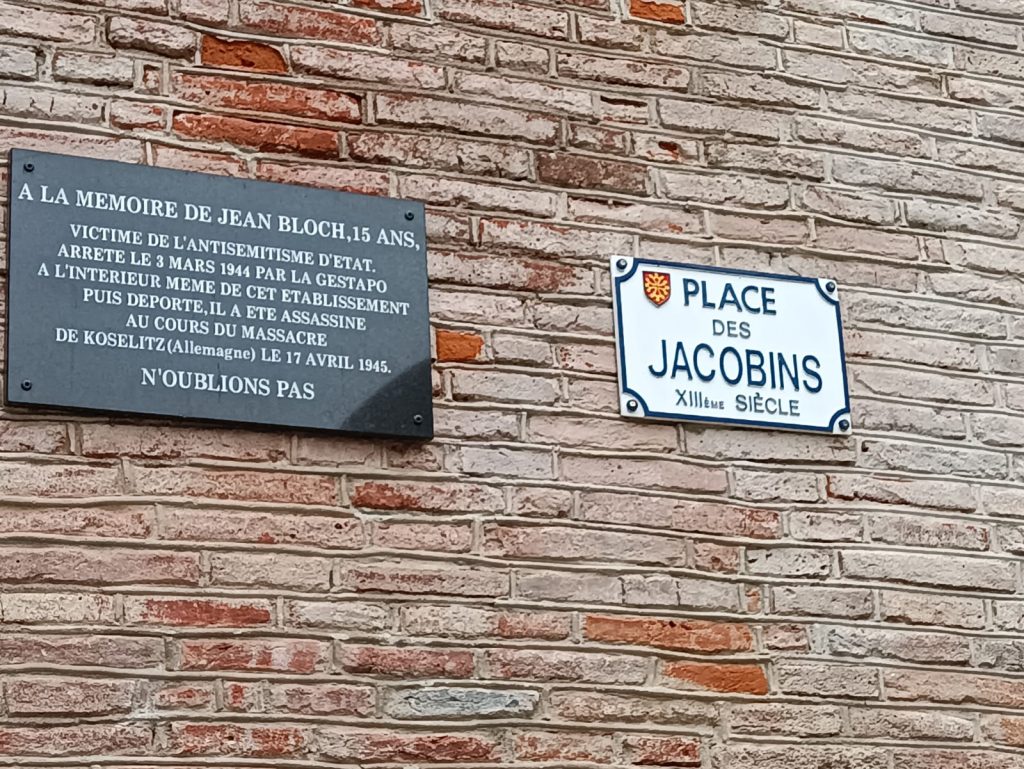 A LA MEMOIRE DE JEAN BLOCH,15 ANS,
VICTIME DE L'ANTISEMITISME D'ETAT.
ARRETE LE 3 MARS 1944 PAR LA GESTAPO
A L'INTERIEUR MEME DE CET ETABLISSEMENT
PUIS DEPORTE,IL A ETE ASSASSINE
AU COURS DU MASSACRE
DE KOSELITZ(Allemagne) LE 17 AVRIL 1945.
N'OUBLIONS PAS
PLACE
DES
JACOBINS
XIIIÈME SIÈCLE